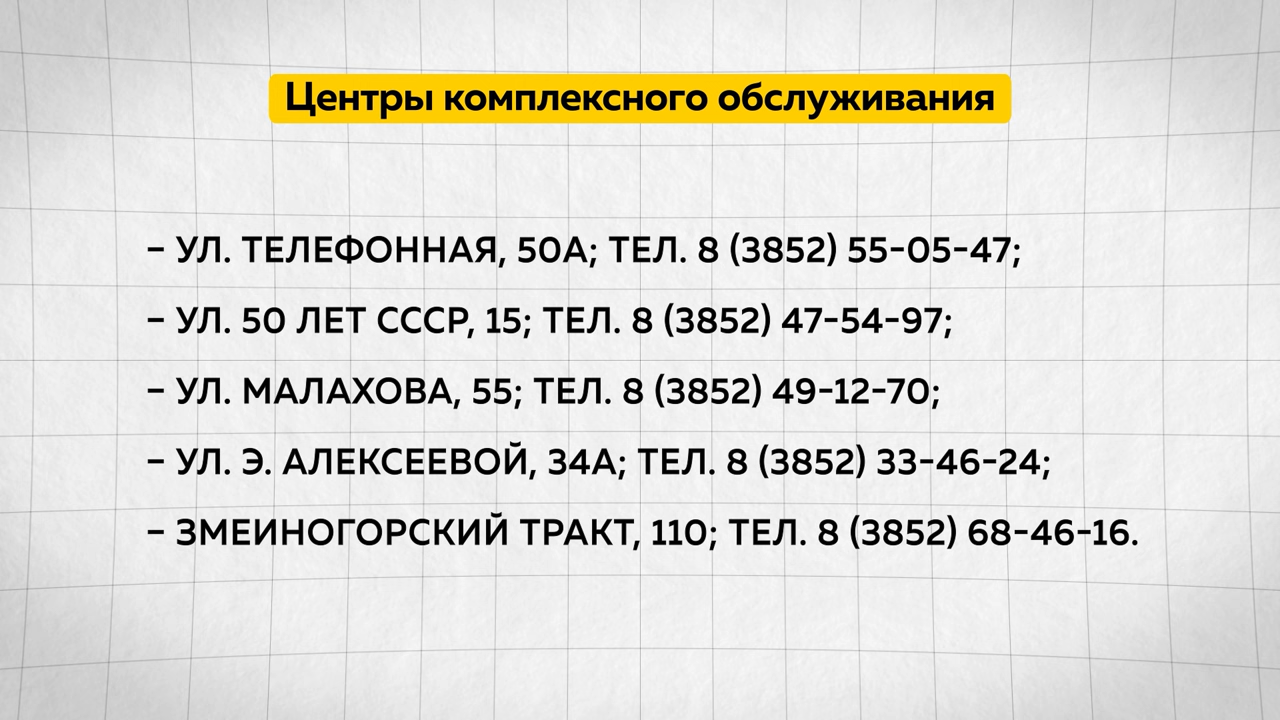 Центры комплексного обслуживания
– УЛ. ТЕЛЕФОННАЯ, 50А; ТЕЛ. 8 (3852) 55-05-47;
– УЛ. 50 ЛЕТ СССР, 15; ТЕЛ. 8 (3852) 47-54-97;
– УЛ. МАЛАХОВА, 55; ТЕЛ. 8 (3852) 49-12-70;
– УЛ. Э. АЛЕКСЕЕВОЙ, 34А; ТЕЛ. 8 (3852) 33-46-24;
– ЗМЕИНОГОРСКИЙ ТРАКТ, 110; ТЕЛ. 8 (3852) 68-46-16.